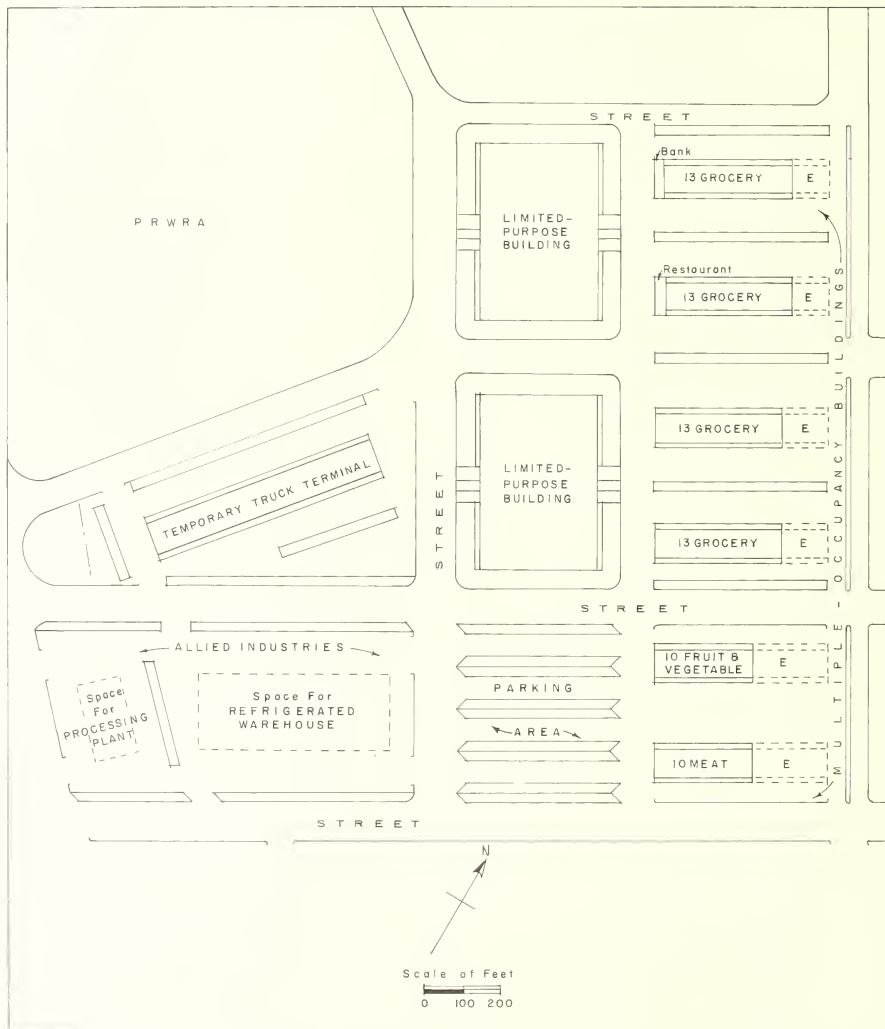 STREET
Bank
13 GROCERY
E
PRWRA
LIMITED-
PURPOSE
BUILDING
Restaurant
13 GROCERY
E
MULTIPLE-OCCUPANCY BUILDINGS
13 GROCERY
E
LIMITED-
PURPOSE
BUILDING
TEMPORARY TRUCK TERMINAL
STREET
13 GROCERY
E
STREET
ALLIED INDUSTRIES
10 FRUIT &
VEGETABLE
E
Space
For
PROCESSING
PLANT
Space For
REFRIGERATED
WAREHOUSE
PARKING
AREA
10 MEAT
E
STREET
N
Scale of Feet
0 100 200